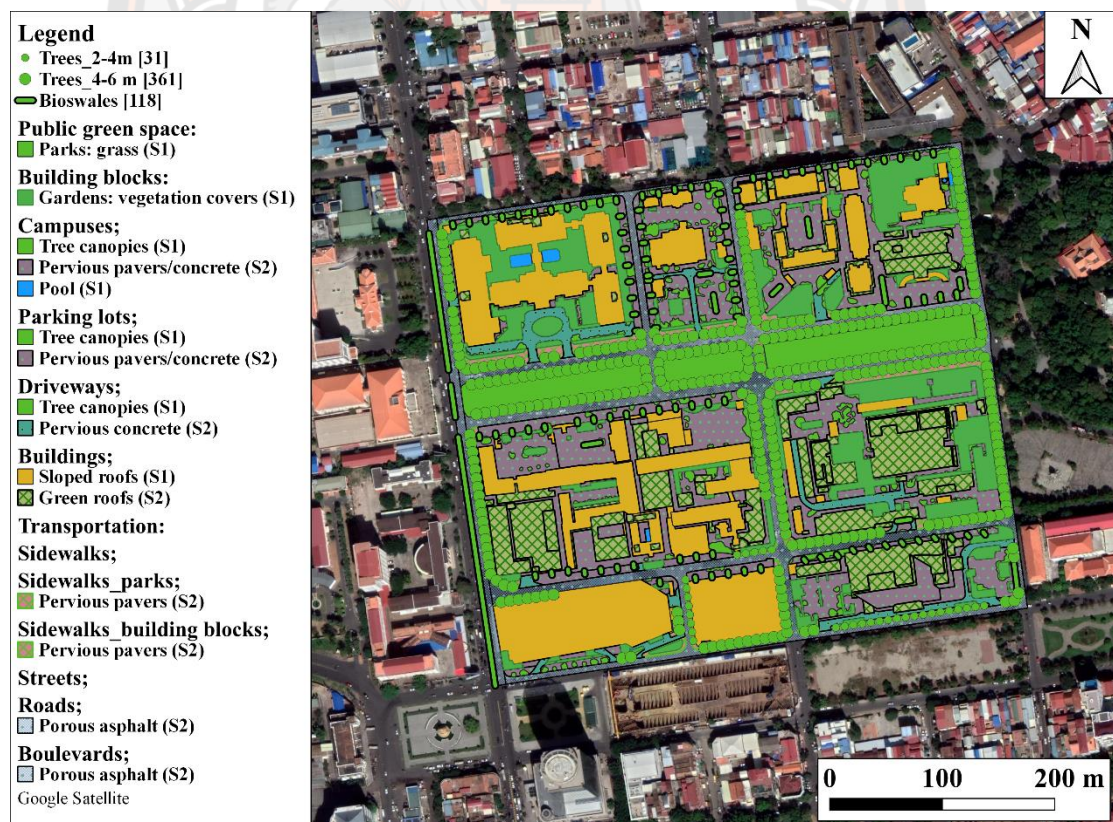 Legend
Trees_2-4m [31]
Trees_4-6 m [361]
Bioswales [118]
Public green space:
Parks: grass (S1)
Building blocks:
Gardens: vegetation covers (S1)
Campuses;
Tree canopies (S1)
Pervious pavers/concrete (S2)
Pool (S1)
Parking lots;
Tree canopies (S1)
Pervious pavers/concrete (S2)
Driveways;
Tree canopies (S1)
Pervious concrete (S2)
Buildings;
Sloped roofs (S1)
Green roofs (S2)
Transportation:
Sidewalks;
Sidewalks_parks;
Pervious pavers (S2)
Sidewalks_building blocks;
Pervious pavers (S2)
Streets;
Roads;
Porous asphalt (S2)
Boulevards;
Porous asphalt (S2)
Google Satellite
N
0 100 200 m